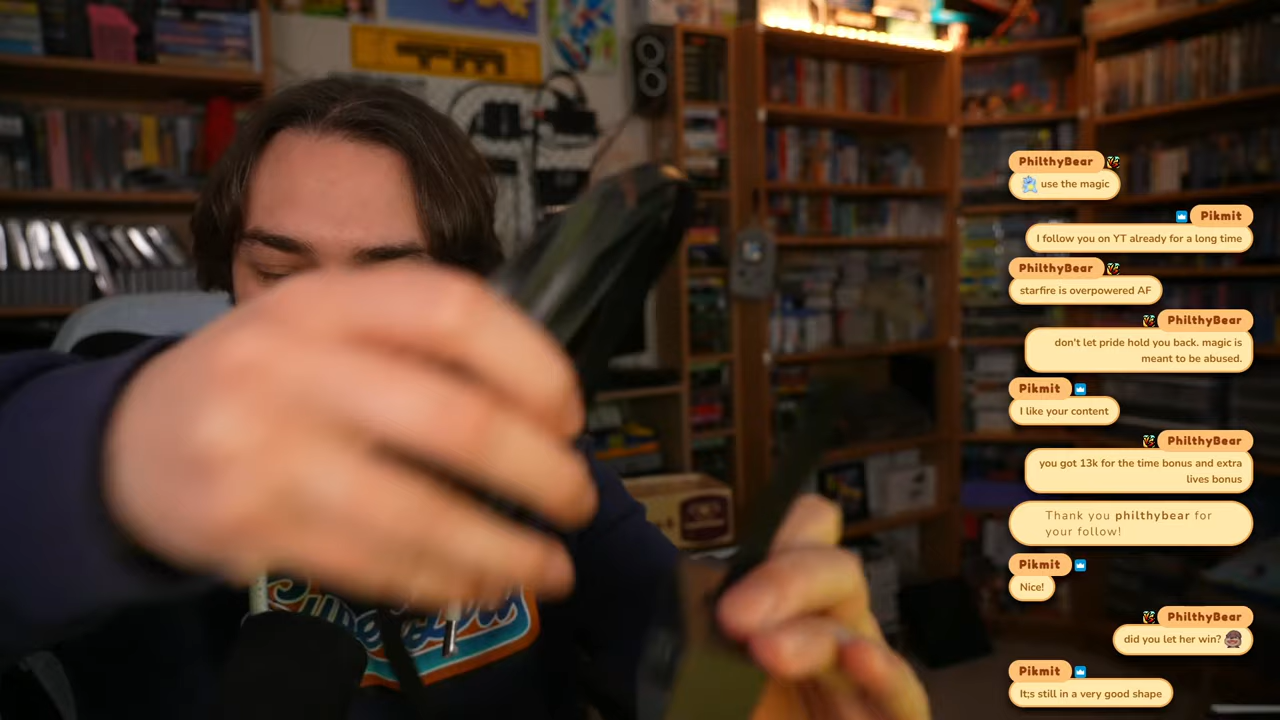 PhilthyBear
use the magic
Pikmit
I follow you on YT already for a long time
PhilthyBear
starfire is overpowered AF
PhilthyBear
don't let pride hold you back. magic is
meant to be abused.
Pikmit
I like your content
PhilthyBear
you got 13k for the time bonus and extra
lives bonus
Thank you philthybear for
your follow!
Pikmit
Nice!
PhilthyBear
did you let her win?
Pikmit
It;s still in a very good shape